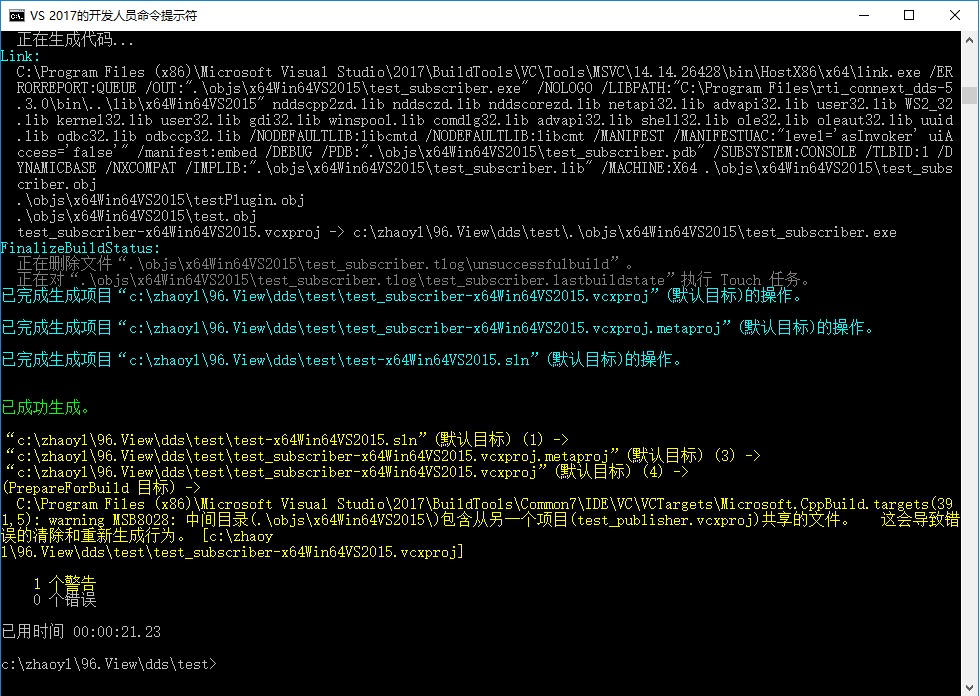 VS 2017的开发人员命令提示符
正在生成代码...
Link:
C:\Program Files (x86)\Microsoft Visual Studio\2017\BuildTools\VC\Tools\MSVC\14.14.26428\bin\HostX86\x64\link.exe /ER
RORREPORT:QUEUE /OUT:".\objs\x64Win64VS2015\test_subscriber.exe" /NOLOGO /LIBPATH:"C:\Program Files\rti_connext_dds-5
.3.0\bin\..\lib\x64Win64VS2015" nddscpp2zd.lib nddsczd.lib nddscorezd.lib netapi32.lib advapi32.lib user32.lib WS2_32
.lib kernel32.lib user32.lib gdi32.lib winspool.lib comdlg32.lib advapi32.lib shell32.lib ole32.lib oleaut32.lib uuid
.lib odbc32.lib odbccp32.lib /NODEFAULTLIB:libcmtd /NODEFAULTLIB:libcmt /MANIFEST /MANIFESTUAC:"level='asInvoker' uiA
ccess='false'" /manifest:embed /DEBUG /PDB:".\objs\x64Win64VS2015\test_subscriber.pdb" /SUBSYSTEM:CONSOLE /TLBID:1 /D
YNAMICBASE /NXCOMPAT /IMPLIB:".\objs\x64Win64VS2015\test_subscriber.lib" /MACHINE:X64 .\objs\x64Win64VS2015\test_subs
criber.obj
.\objs\x64Win64VS2015\testPlugin.obj
.\objs\x64Win64VS2015\test.obj
test_subscriber-x64Win64VS2015.vcxproj -> c:\zhaoyl\96.View\dds\test\.\objs\x64Win64VS2015\test_subscriber.exe
FinalizeBuildStatus:
正在删除文件“.\objs\x64Win64VS2015\test_subscriber.tlog\unsuccessfulbuild”。
正在对“.\objs\x64Win64VS2015\test_subscriber.tlog\test_subscriber.lastbuildstate”执行 Touch 任务。
已完成生成项目“c:\zhaoyl\96.View\dds\test\test_subscriber-x64Win64VS2015.vcxproj”(默认目标)的操作。
已完成生成项目“c:\zhaoyl\96.View\dds\test\test_subscriber-x64Win64VS2015.vcxproj.metaproj”(默认目标)的操作。
已完成生成项目“c:\zhaoyl\96.View\dds\test\test-x64Win64VS2015.sln”(默认目标)的操作。
已成功生成。
“c:\zhaoyl\96.View\dds\test\test-x64Win64VS2015.sln”(默认目标) (1) ->
“c:\zhaoyl\96.View\dds\test\test_subscriber-x64Win64VS2015.vcxproj.metaproj”(默认目标) (3) ->
“c:\zhaoyl\96.View\dds\test\test_subscriber-x64Win64VS2015.vcxproj”(默认目标) (4) ->
(PrepareForBuild 目标) ->
C:\Program Files (x86)\Microsoft Visual Studio\2017\BuildTools\Common7\IDE\VC\VCTargets\Microsoft.CppBuild.targets(39
1,5): warning MSB8028: 中间目录(.\objs\x64Win64VS2015\)包含从另一个项目(test_publisher.vcxproj)共享的文件。 这会导致错
误的清除和重新生成行为。 [c:\zhaoy
l\96.View\dds\test\test_subscriber-x64Win64VS2015.vcxproj]
1 个警告
0 个错误
已用时间 00:00:21.23
c:\zhaoyl\96.View\dds\test>